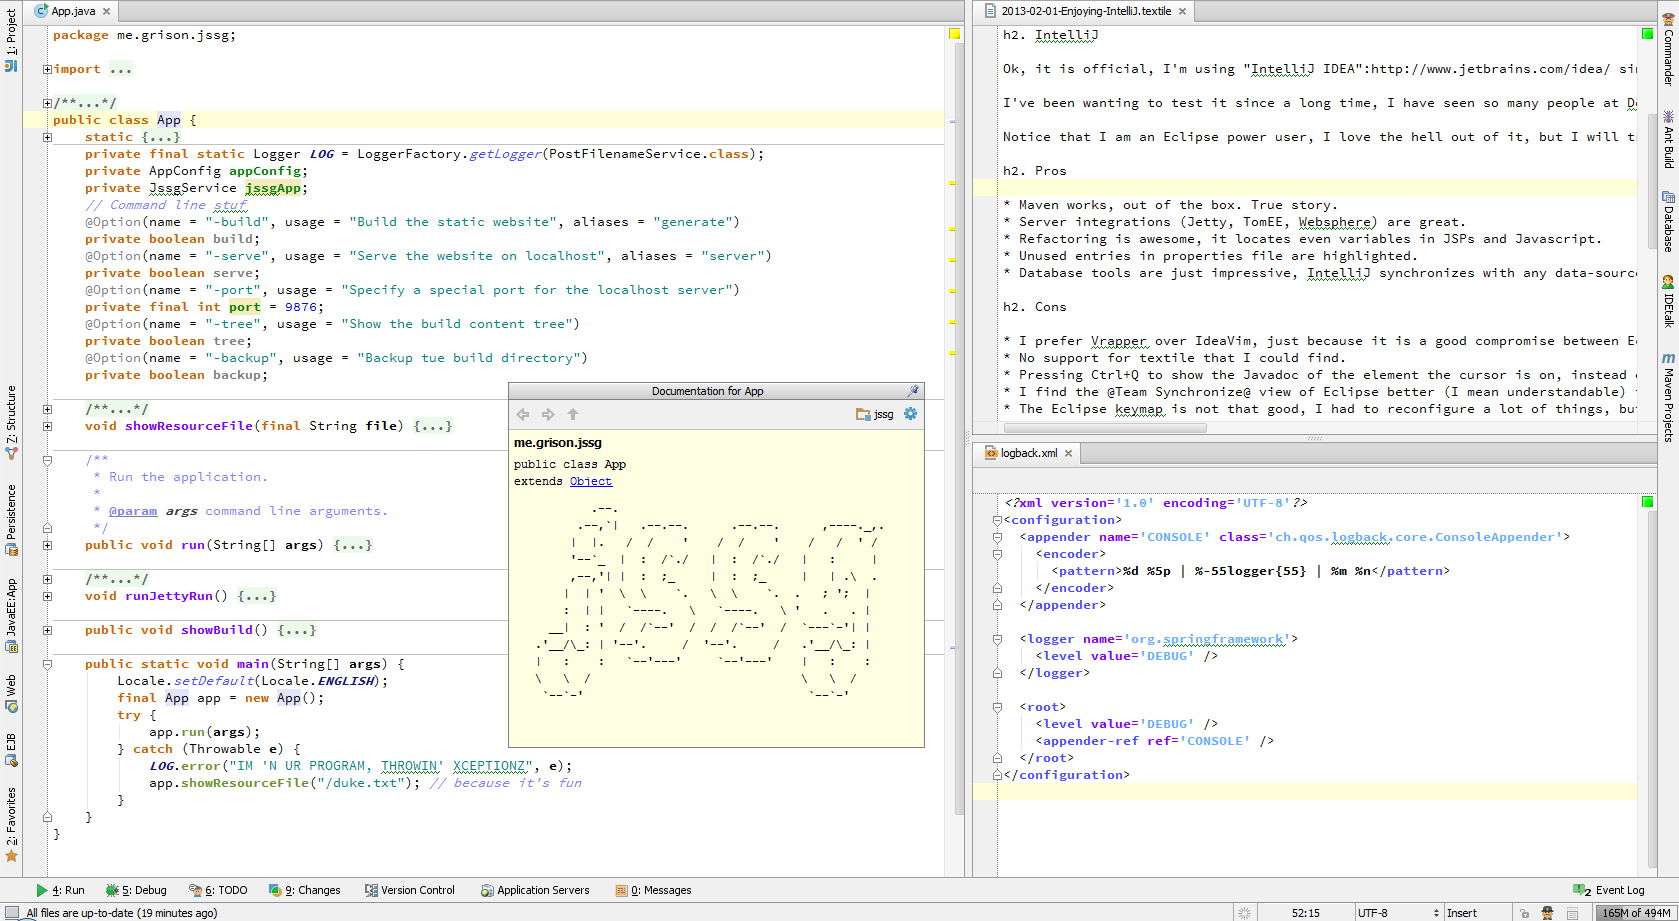 App.java
1: Project
Z: Structure
Persistence
JavaEE:App
Web
EJB
2: Favorites
package me.grison.jssg;
import ...
/**...*/
public class App {
static {...}
private final static Logger LOG = LoggerFactory.getLogger(PostFilenameService.class);
private AppConfig appConfig;
private JssgService jssgApp;
// Command line stuf
@Option(name = "-build", usage = "Build the static website", aliases = "generate")
private boolean build;
@Option(name = "-serve", usage = "Serve the website on localhost", aliases = "server")
private boolean serve;
@Option(name = "-port", usage = "Specify a special port for the localhost server")
private final int port = 9876;
@Option(name = "-tree", usage = "Show the build content tree")
private boolean tree;
@Option(name = "-backup", usage = "Backup tue build directory")
private boolean backup;
/**...*/
void showResourceFile(final String file) {...}
/**
* Run the application.
*
* @param args command line arguments.
*/
public void run(String[] args) {...}
/**...*/
void runJettyRun() {...}
public void showBuild() {...}
public static void main(String[] args) {
Locale.setDefault(Locale.ENGLISH);
final App app = new App();
try {
app.run(args);
} catch (Throwable e) {
LOG.error("IM 'N UR PROGRAM, THROWIN' XCEPTIONZ", e);
app.showResourceFile("/duke.txt"); // because it's fun
}
}
}
Documentation for App
jssg
me.grison.jssg
public class App
extends Object
2013-02-01-Enjoying-IntelliJ.textile
h2. IntelliJ
Ok, it is official, I'm using "IntelliJ IDEA":http://www.jetbrains.com/idea/
I've been wanting to test it since a long time, I have seen so many people at
Notice that I am an Eclipse power user, I love the hell out of it, but I will
h2. Pros
* Maven works, out of the box. True story.
* Server integrations (Jetty, TomEE, Websphere) are great.
* Refactoring is awesome, it locates even variables in JSPs and Javascript.
* Unused entries in properties file are highlighted.
* Database tools are just impressive, IntelliJ synchronizes with any data-sourc
h2. Cons
* I prefer Vrapper over IdeaVim, just because it is a good compromise between
* No support for textile that I could find.
* Pressing Ctrl+Q to show the Javadoc of the element the cursor is on, instead
* I find the @Team Synchronize@ view of Eclipse better (I mean understandable)
* The Eclipse keymap is not that good, I had to reconfigure a lot of things, bu
logback.xml
<?xml version='1.0' encoding='UTF-8'?>
<configuration>
<appender name='CONSOLE' class='ch.qos.logback.core.ConsoleAppender'>
<encoder>
<pattern>%d %5p | %-55logger{55} | %m %n</pattern>
</encoder>
</appender>
<logger name='org.springframework'>
<level value='DEBUG' />
</logger>
<root>
<level value='DEBUG' />
<appender-ref ref='CONSOLE' />
</root>
</configuration>
Commander
Ant Build
Database
IDEtalk
Maven Projects
4: Run
5: Debug
6: TODO
9: Changes
Version Control
Application Servers
0: Messages
2 Event Log
All files are up-to-date (19 minutes ago)
52:15
UTF-8
Insert
165M of 494M